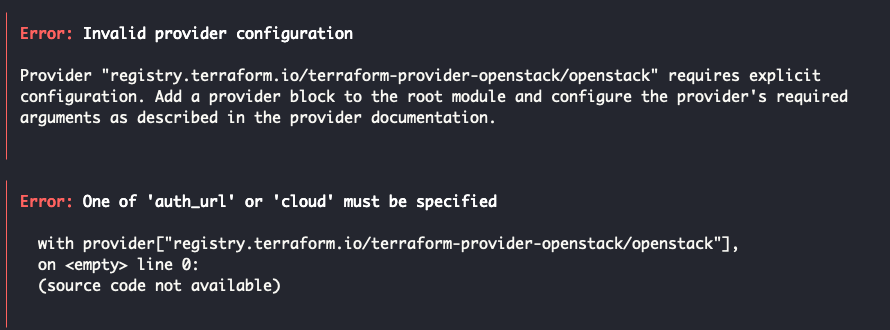 Error: Invalid provider configuration
Provider "registry.terraform.io/terraform-provider-openstack/openstack" requires explicit
configuration. Add a provider block to the root module and configure the provider's required
arguments as described in the provider documentation.
Error: One of 'auth_url' or 'cloud' must be specified
with provider["registry.terraform.io/terraform-provider-openstack/openstack"],
on <empty> line 0:
(source code not available)